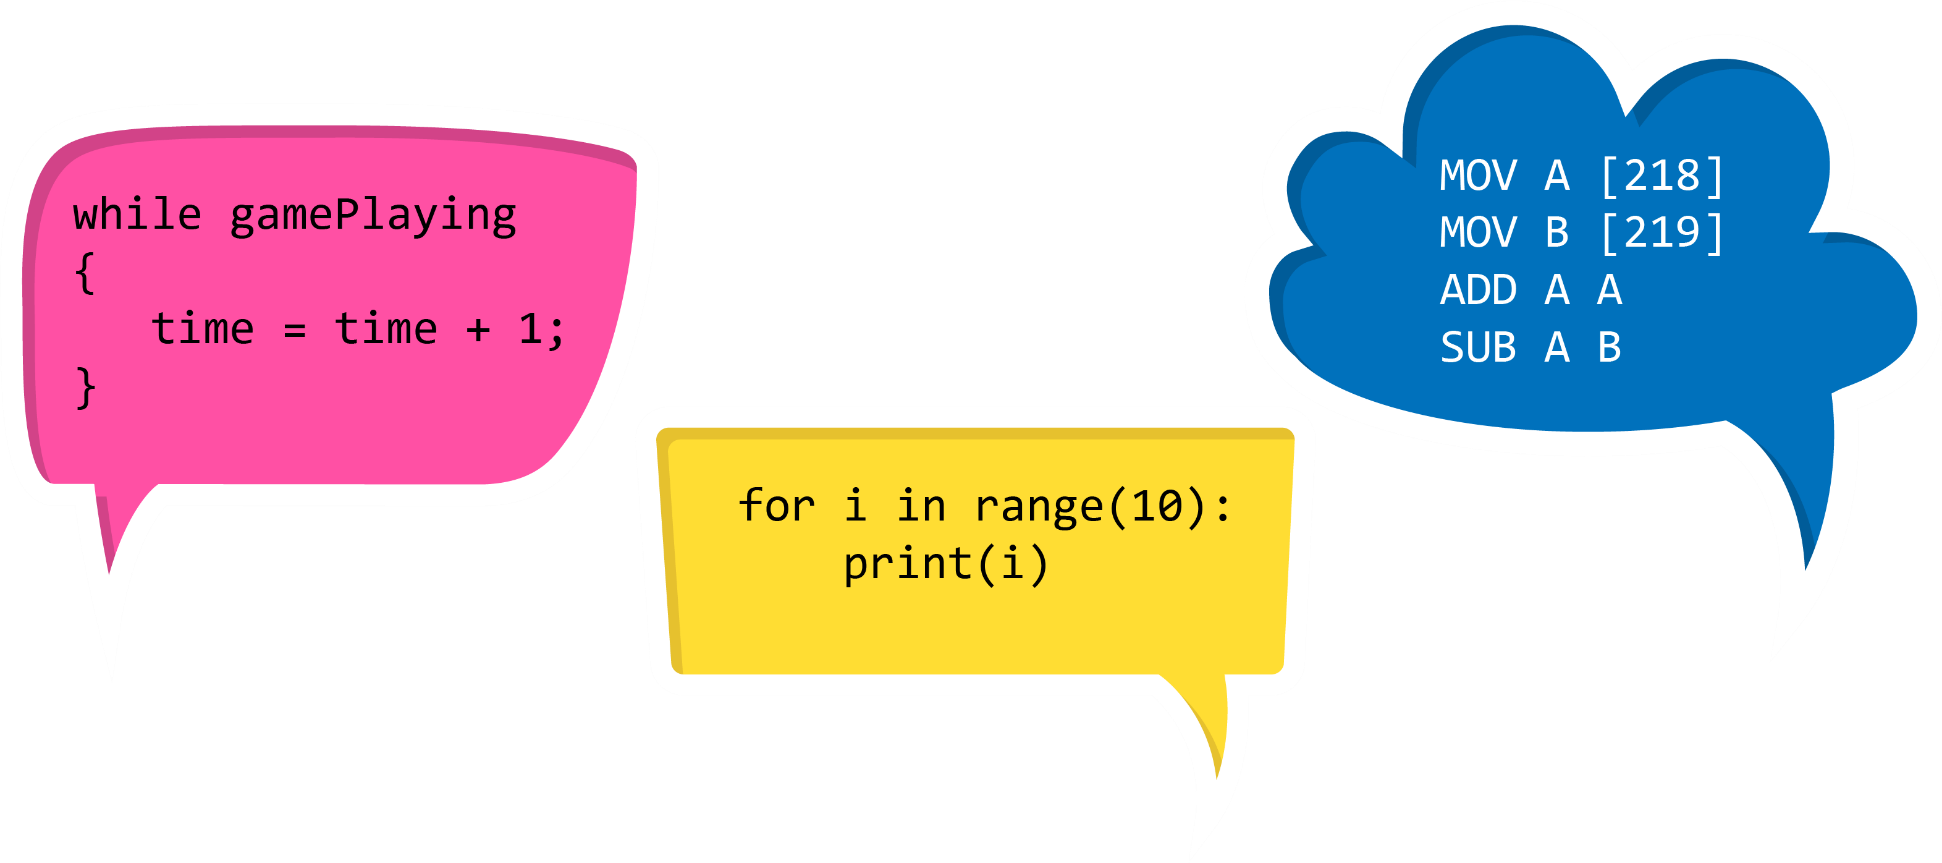 while gamePlaying
{
   time = time + 1;
}
for i in range(10):
    print(i)
MOV A [218]
MOV B [219]
ADD A A
SUB A B